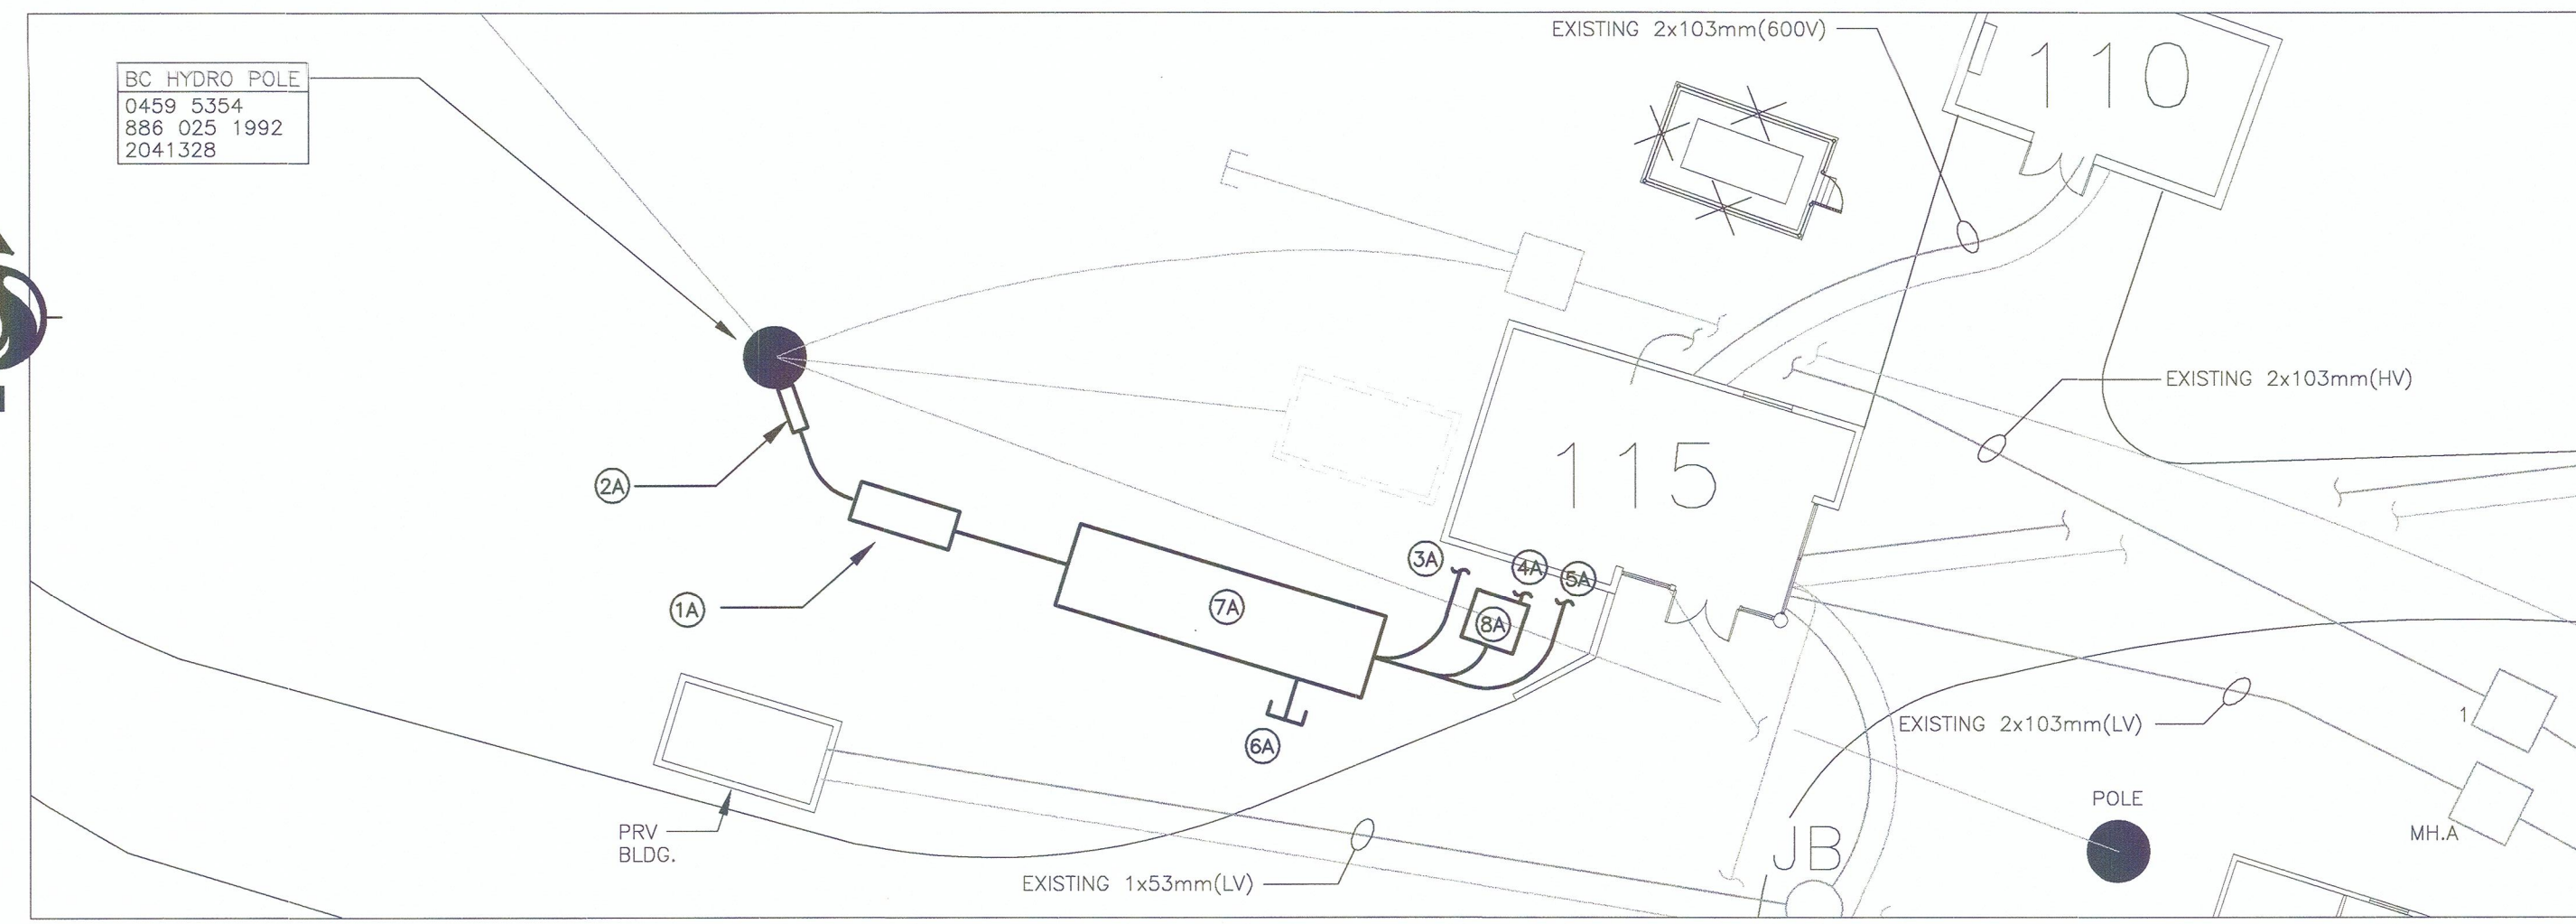 EXISTING 2x103mm(600V)
110
BC HYDRO POLE
0459 5354
886 025 1992
2041328
EXISTING 2x103mm(HV)
115
2A
3A
4A
5A
1A
7A
8A
6A
1
EXISTING 2x103mm(LV)
POLE
PRV
BLDG.
MH.A
JB
EXISTING 1x53mm(LV)